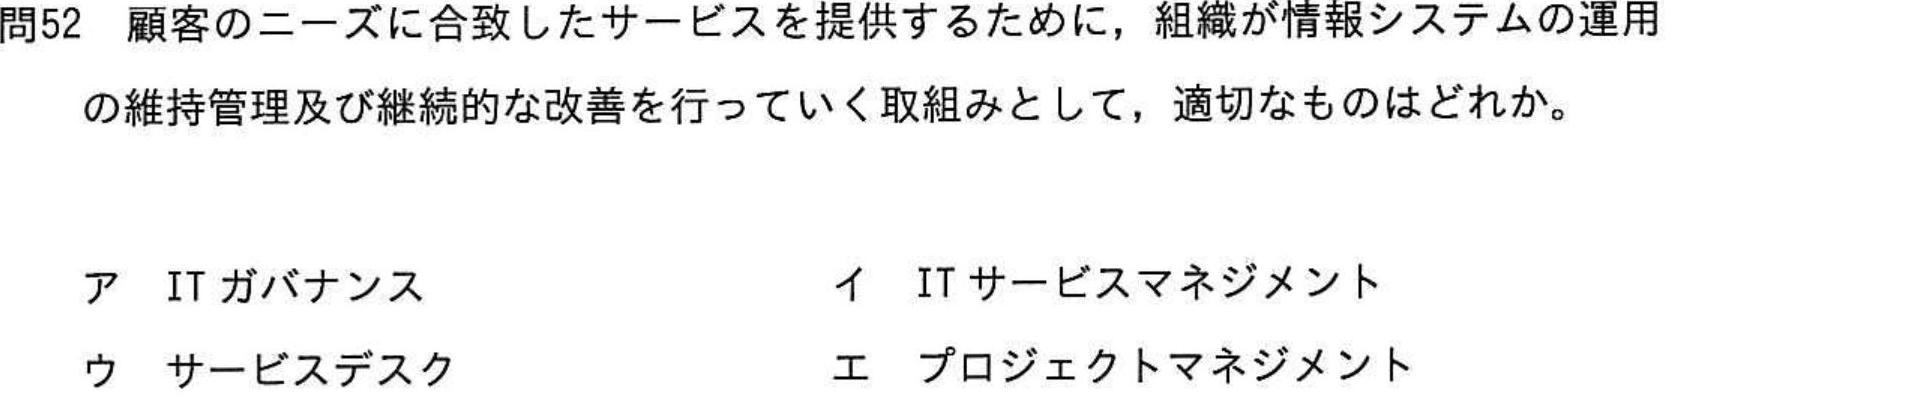 問52 顧客のニーズに合致したサービスを提供するために，組織が情報システムの運用
の維持管理及び継続的な改善を行っていく取組みとして，適切なものはどれか。
ア IT ガバナンス イ IT サービスマネジメント
ウ サービスデスク エ プロジェクトマネジメント